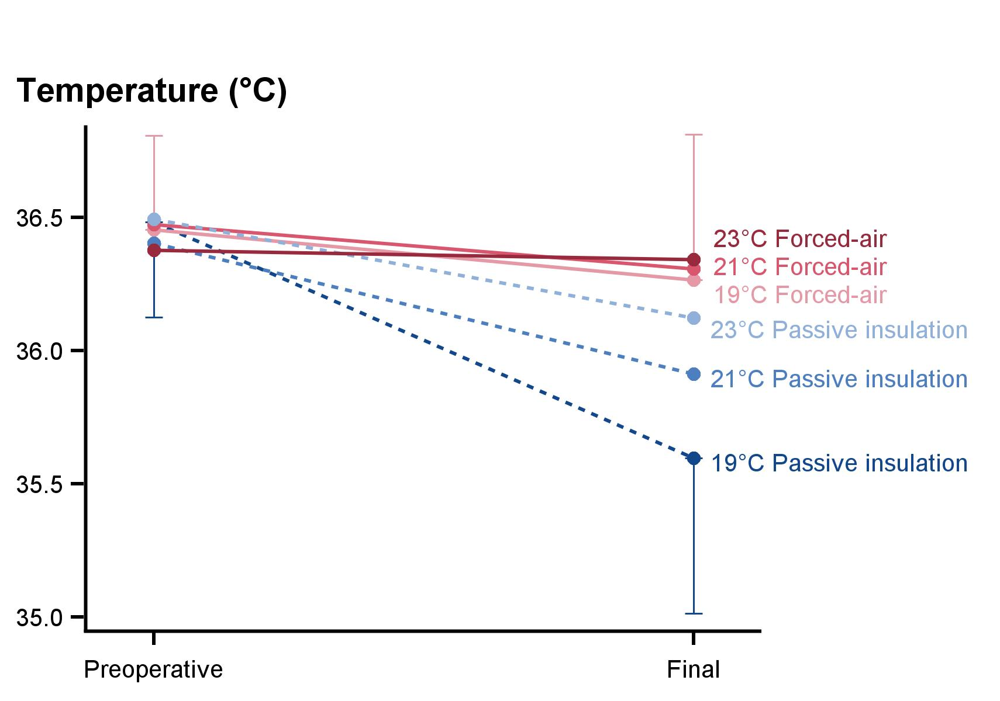 Temperature (°C)
36.5
36.0
35.5
35.0
23°C Forced-air
21°C Forced-air
19°C Forced-air
23°C Passive insulation
21°C Passive insulation
19°C Passive insulation
Preoperative
Final